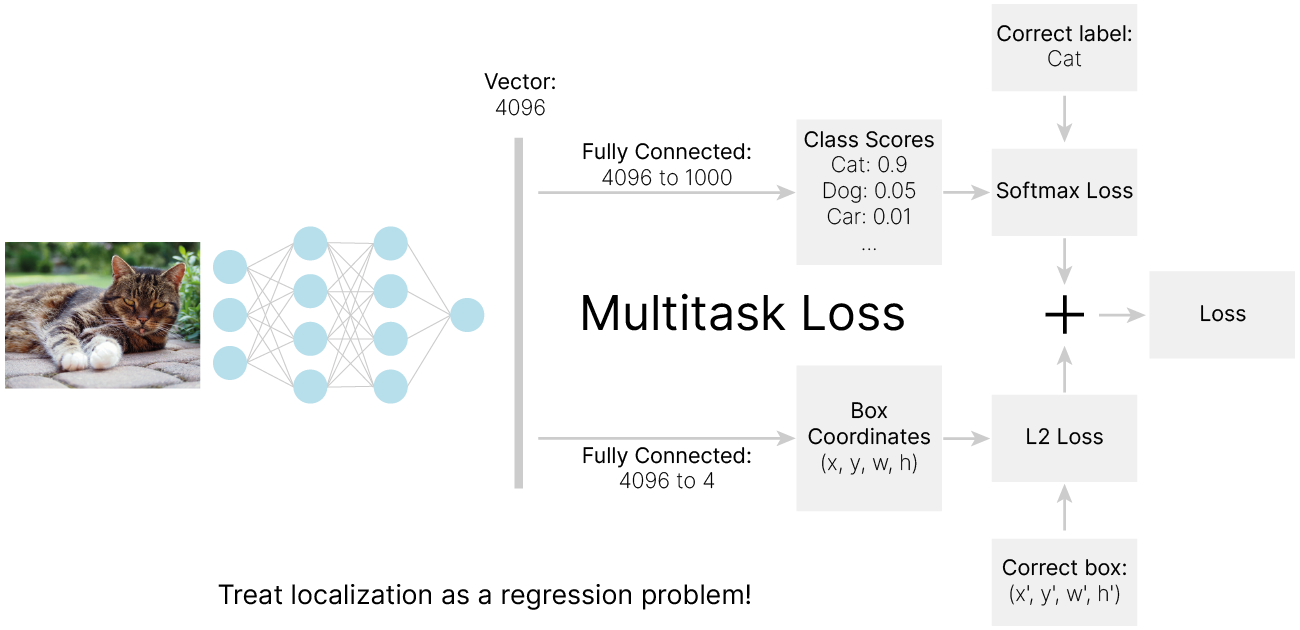 Correct label:
Cat
Vector:
4096
Fully Connected:
4096 to 1000
Class Scores
Cat: 0.9
Dog: 0.05
Car: 0.01
...
Softmax Loss
Multitask Loss
Loss
Box
Coordinates
(x, y, w, h)
L2 Loss
Fully Connected:
4096 to 4
Correct box:
(x', y', w', h')
Treat localization as a regression problem!